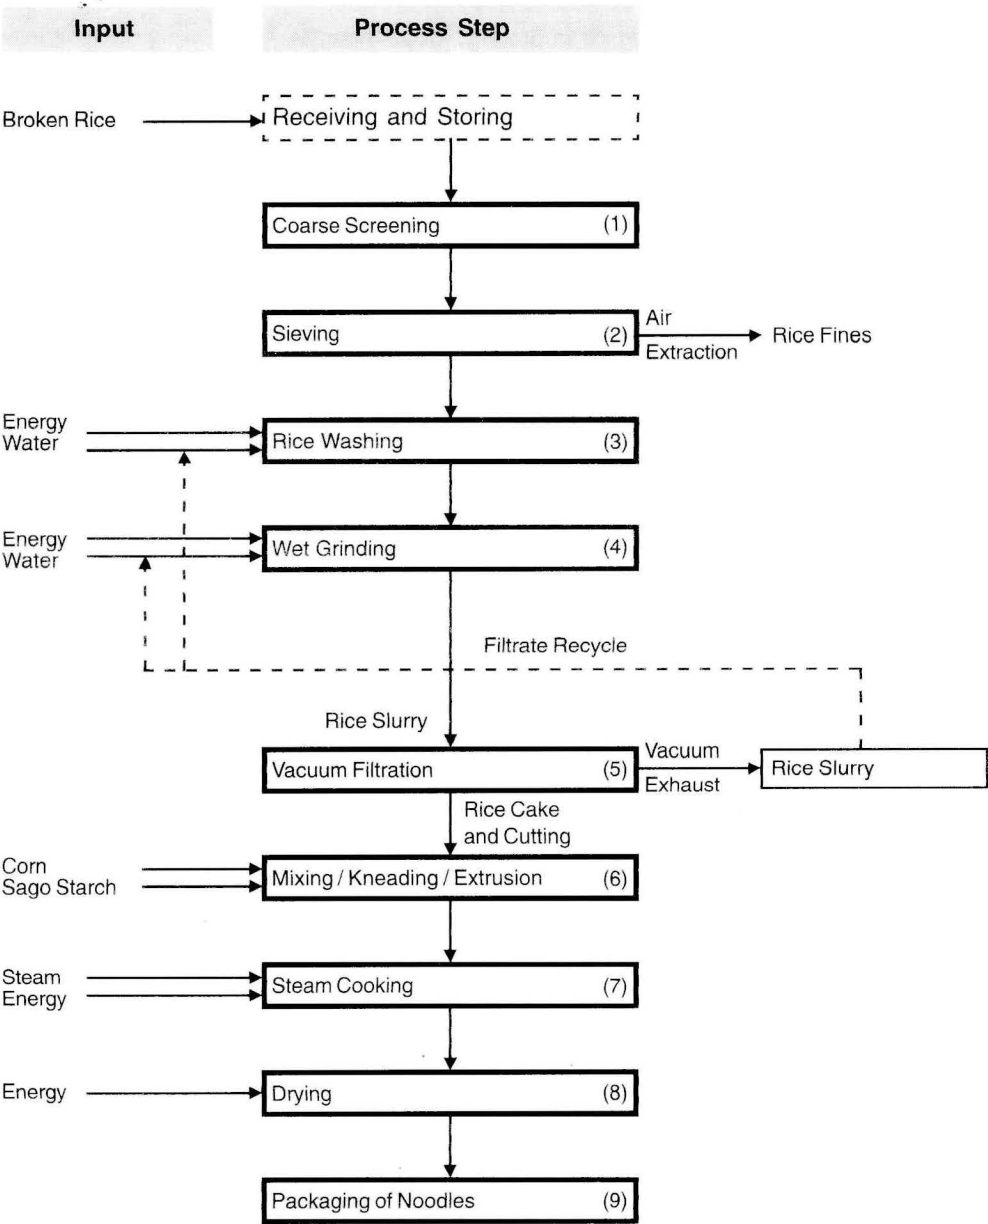 Input Process Step
Broken Rice Receiving and Storing
Coarse Screening (1)
Sieving (2) Air Extraction Rice Fines
Energy
Water
Rice Washing (3)
Energy
Water
Wet Grinding (4)
Filtrate Recycle
Rice Slurry
Vacuum Filtration (5) Vacuum Exhaust Rice Slurry
Rice Cake
and Cutting
Corn
Sago Starch
Mixing / Kneading / Extrusion (6)
Steam
Energy
Steam Cooking (7)
Energy Drying (8)
Packaging of Noodles (9)